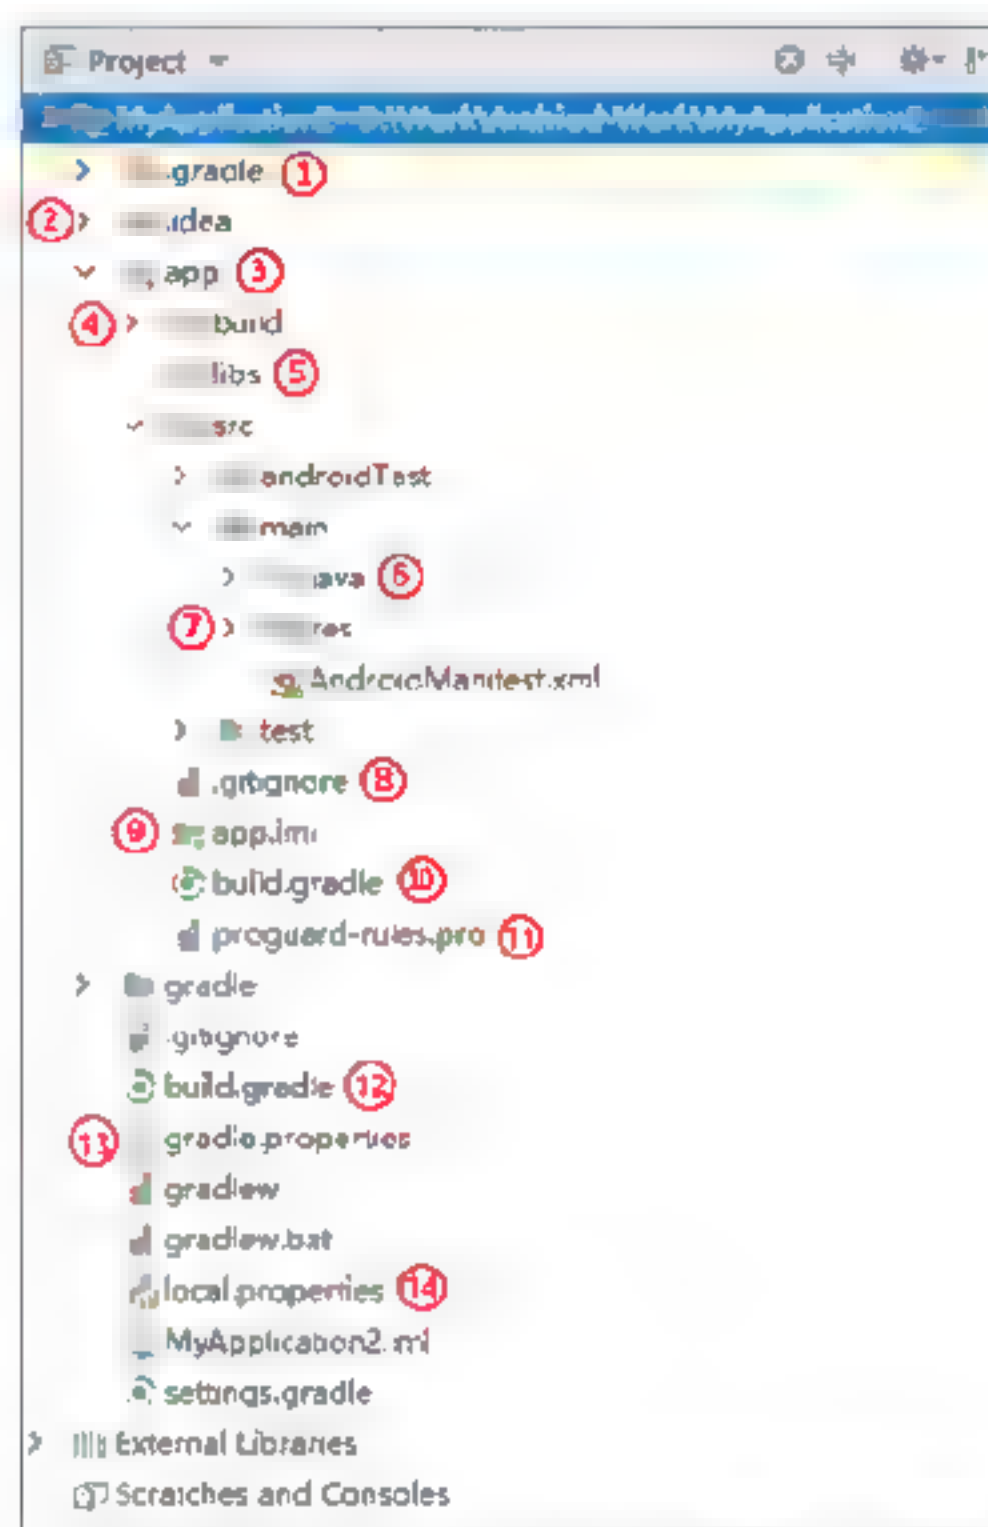 Project
.gradle ①
② .idea
app ③
④ build
libs ⑤
src
androidTest
main
java ⑥
⑦ res
AndroidManifest.xml
test
.gitignore ⑧
⑨ app.iml
build.gradle ⑩
proguard-rules.pro ⑪
gradle
.gitignore
build.gradle ⑫
⑬ gradle.properties
gradlew
gradlew.bat
local.properties ⑭
MyApplication2.iml
settings.gradle
External Libraries
Scratches and Consoles